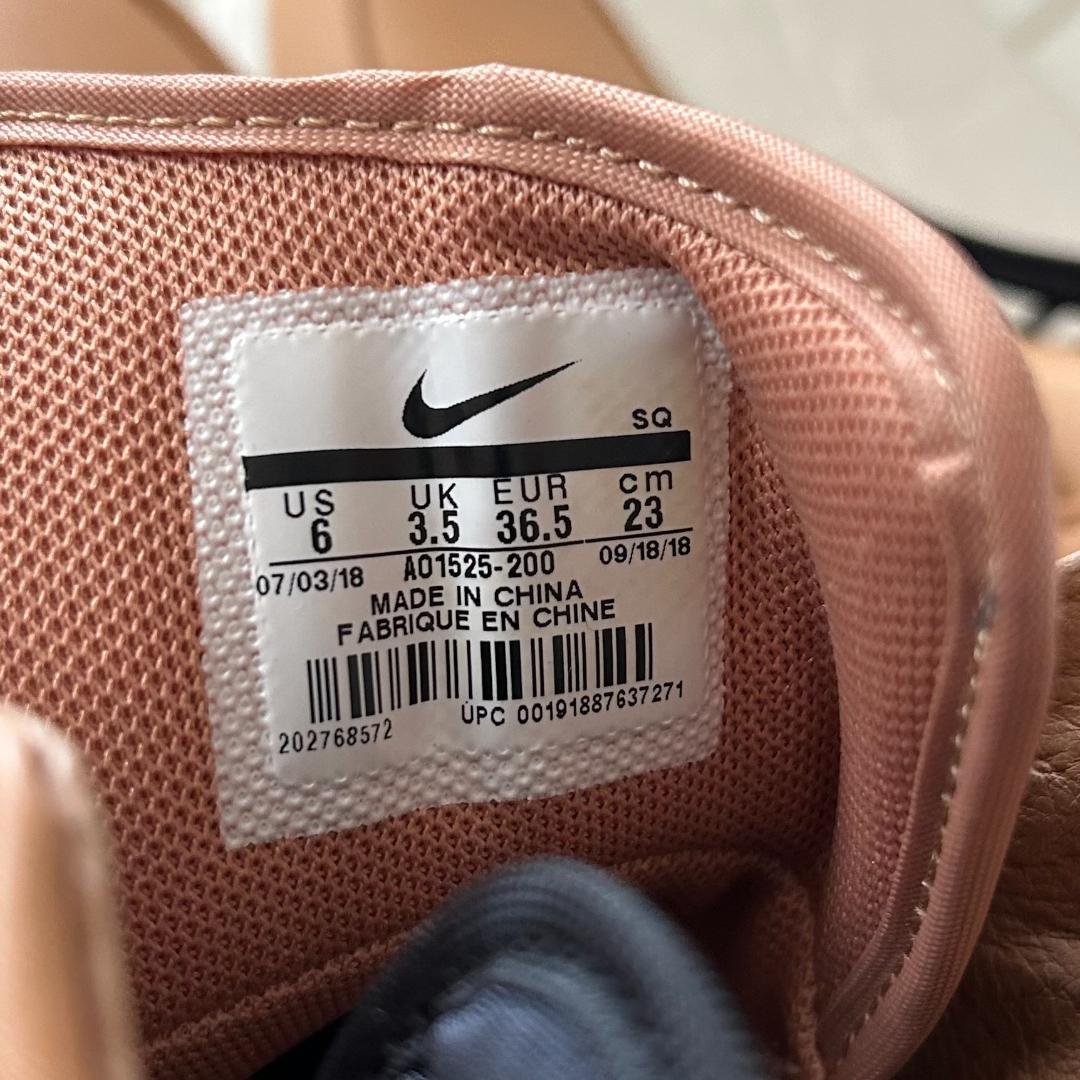 SQ
US UK EUR cm
6 3.5 36.5 23
07/03/18 AO1525-200 09/18/18
MADE IN CHINA
FABRIQUE EN CHINE
202768572 UPC 00191887637271